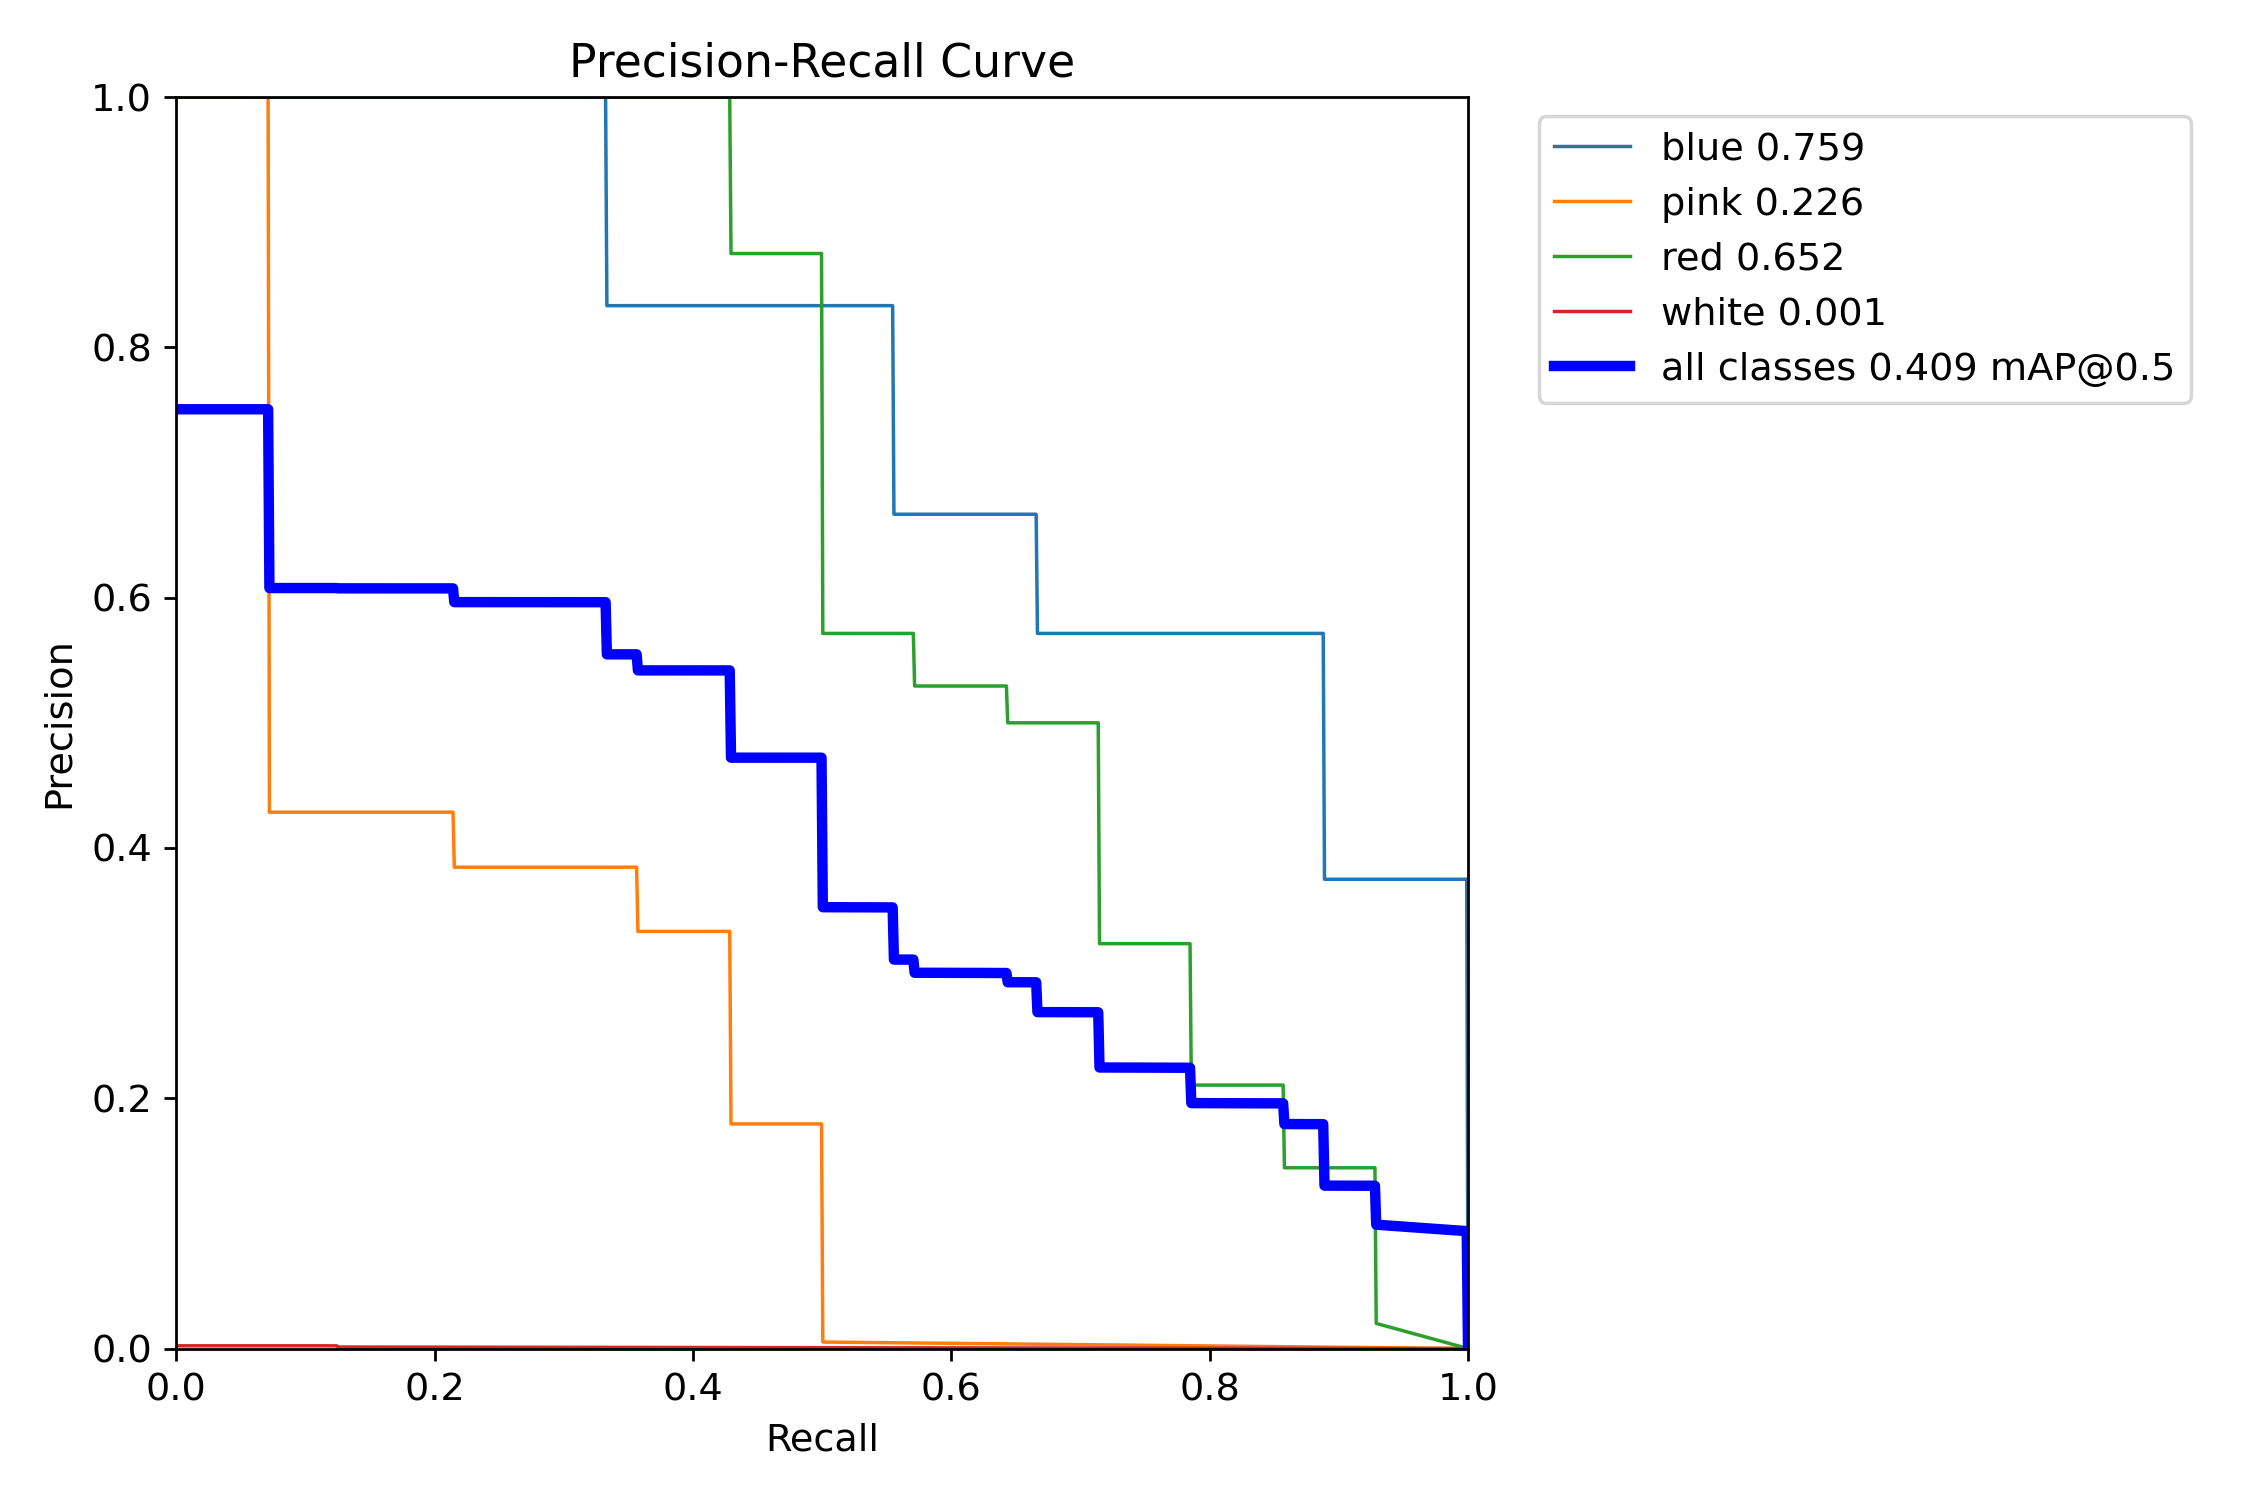 Precision-Recall Curve
1.0
0.8
0.6
0.4
0.2
0.0
Precision
0.0 0.2 0.4 0.6 0.8 1.0
Recall
blue 0.759
pink 0.226
red 0.652
white 0.001
all classes 0.409 mAP@0.5